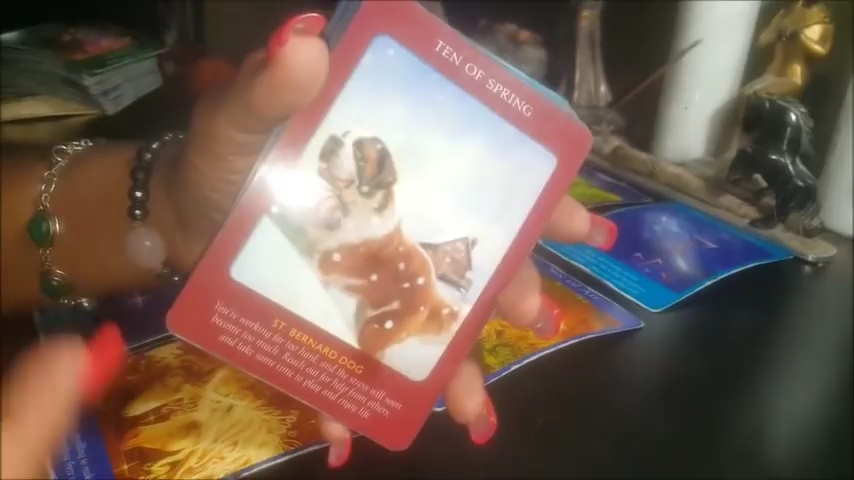 TEN OF SPRING
ST. BERNARD DOG
You're working far too hard, and the stress will soon
become too much. Reach out for help from others,
and take some time to play and enjoy life.